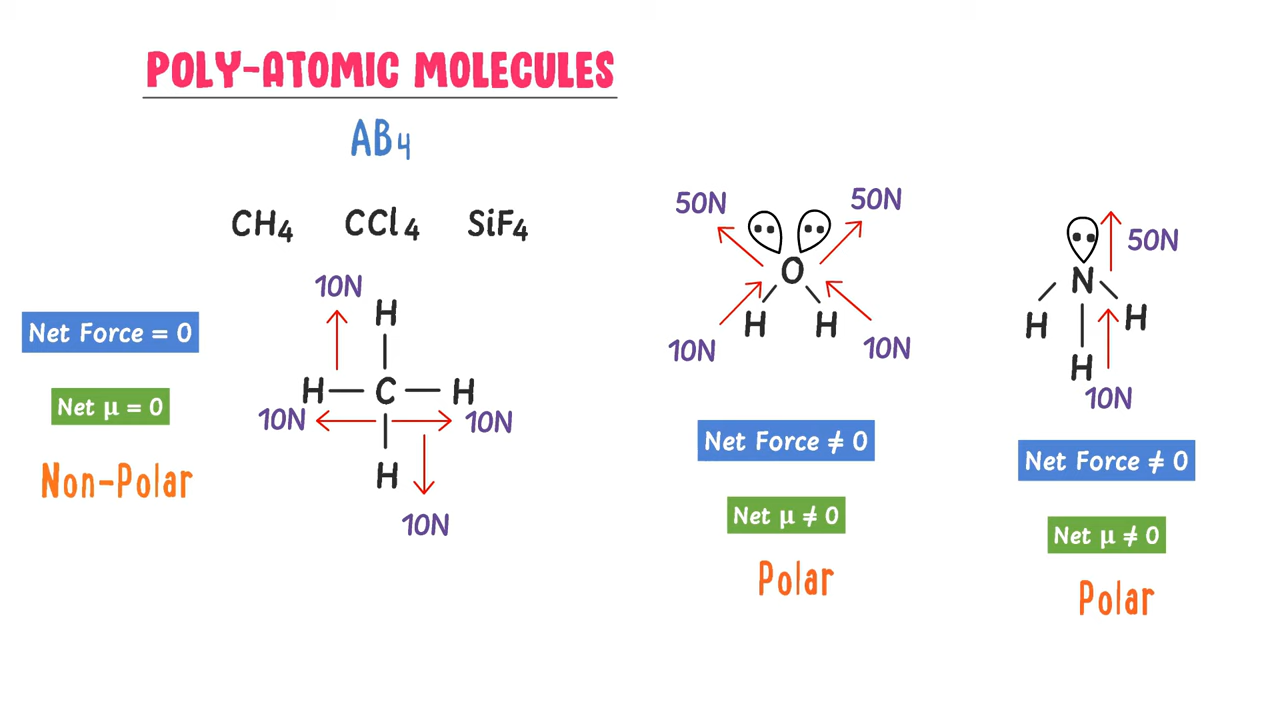 POLY-ATOMIC MOLECULES
AB₄
CH₄ CCl₄ SiF₄
Net Force = 0
Net μ = 0
Non-Polar
10N
H
H C H
10N 10N
H
10N
50N 50N
O
H H
10N 10N
Net Force ≠ 0
Net μ ≠ 0
Polar
50N
N
H H
H
10N
Net Force ≠ 0
Net μ ≠ 0
Polar